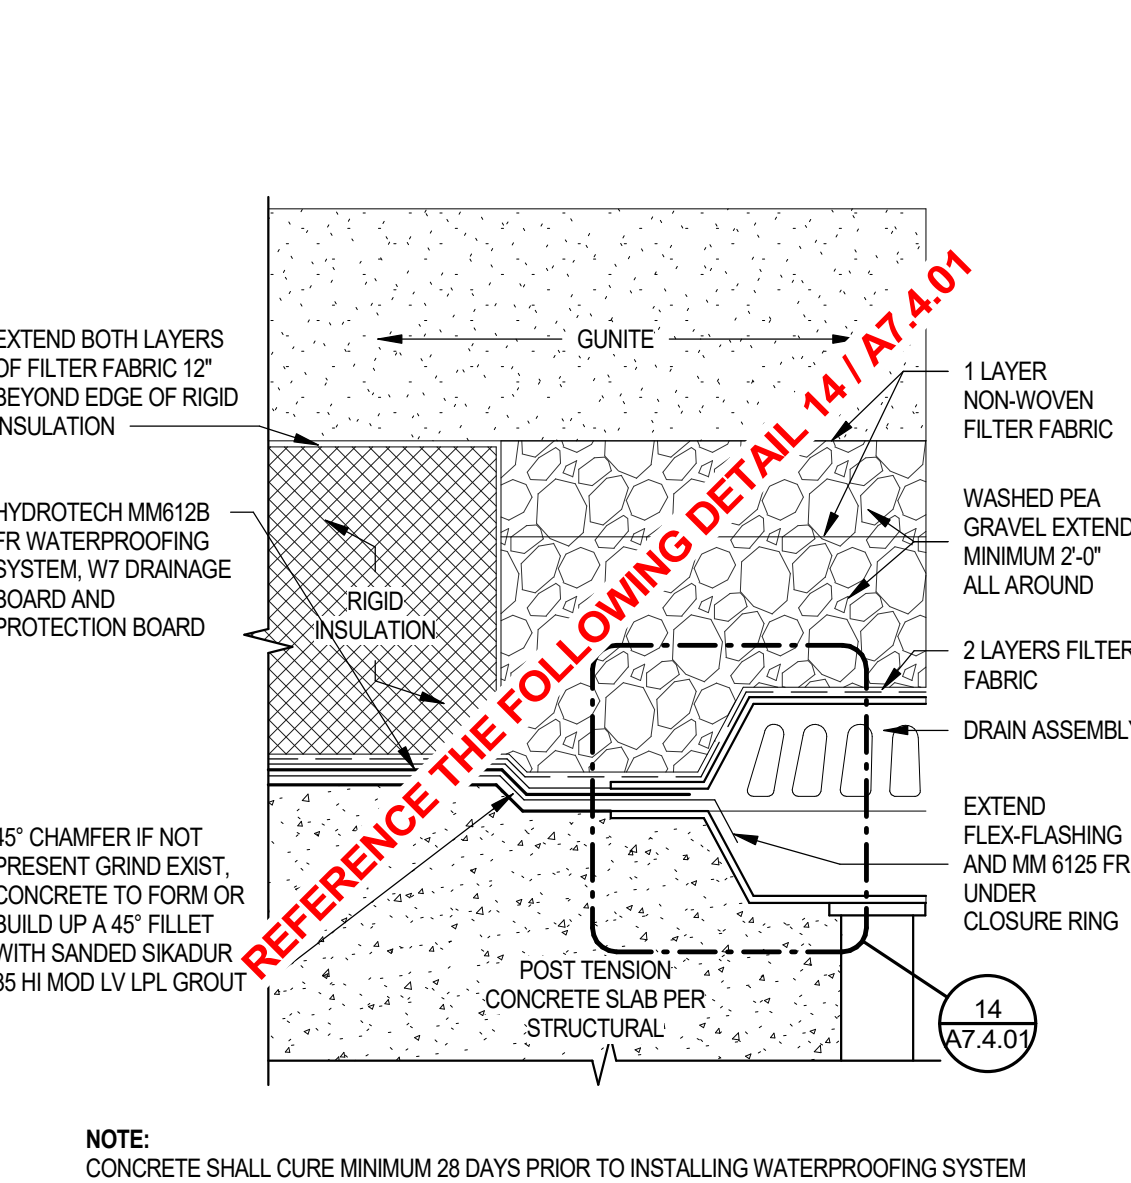 EXTEND BOTH LAYERS
OF FILTER FABRIC 12"
BEYOND EDGE OF RIGID
INSULATION
HYDROTECH MM612B
FR WATERPROOFING
SYSTEM, W7 DRAINAGE
BOARD AND
PROTECTION BOARD
45° CHAMFER IF NOT
PRESENT GRIND EXIST,
CONCRETE TO FORM OR
BUILD UP A 45° FILLET
WITH SANDED SIKADUR
35 HI MOD LV LPL GROUT
GUNITE
RIGID
INSULATION
REFERENCE THE FOLLOWING DETAIL 14 / A7.4.01
POST TENSION
CONCRETE SLAB PER
STRUCTURAL
1 LAYER
NON-WOVEN
FILTER FABRIC
WASHED PEA
GRAVEL EXTEND
MINIMUM 2'-0"
ALL AROUND
2 LAYERS FILTER
FABRIC
DRAIN ASSEMBLY
EXTEND
FLEX-FLASHING
AND MM 6125 FR
UNDER
CLOSURE RING
14
A7.4.01
NOTE:
CONCRETE SHALL CURE MINIMUM 28 DAYS PRIOR TO INSTALLING WATERPROOFING SYSTEM